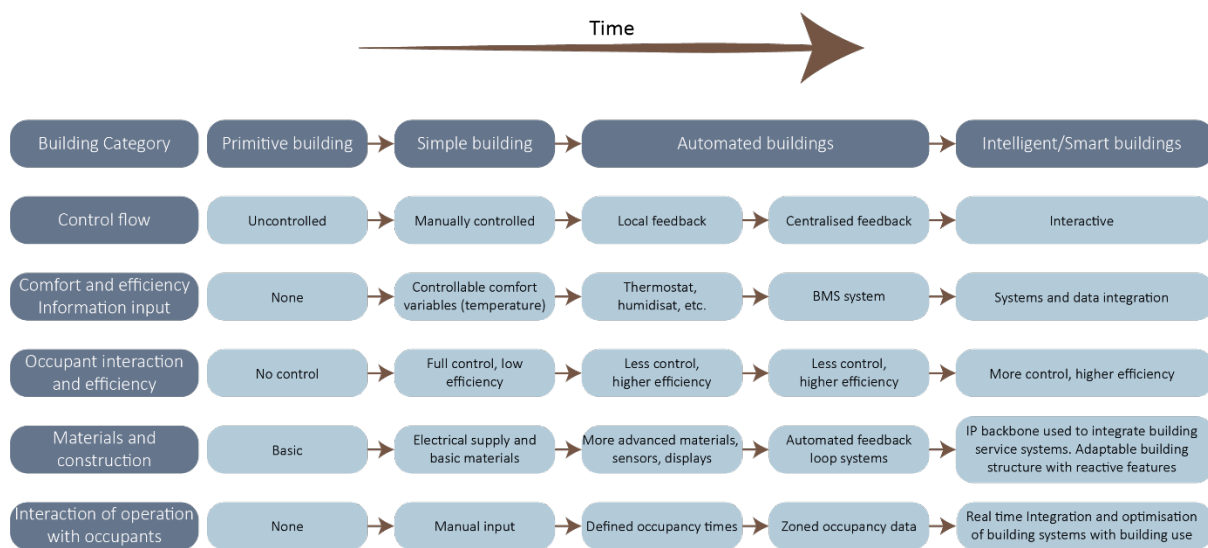 Time
Building Category
Primitive building
Simple building
Automated buildings
Intelligent/Smart buildings
Control flow
Uncontrolled
Manually controlled
Local feedback
Centralised feedback
Interactive
Comfort and efficiency
Information input
None
Controllable comfort
variables (temperature)
Thermostat,
humidisat, etc.
BMS system
Systems and data integration
Occupant interaction
and efficiency
No control
Full control, low
efficiency
Less control,
higher efficiency
Less control,
higher efficiency
More control, higher efficiency
Materials and
construction
Basic
Electrical supply and
basic materials
More advanced materials,
sensors, displays
Automated feedback
loop systems
IP backbone used to integrate building
service systems. Adaptable building
structure with reactive features
Interaction of operation
with occupants
None
Manual input
Defined occupancy times
Zoned occupancy data
Real time Integration and optimisation
of building systems with building use